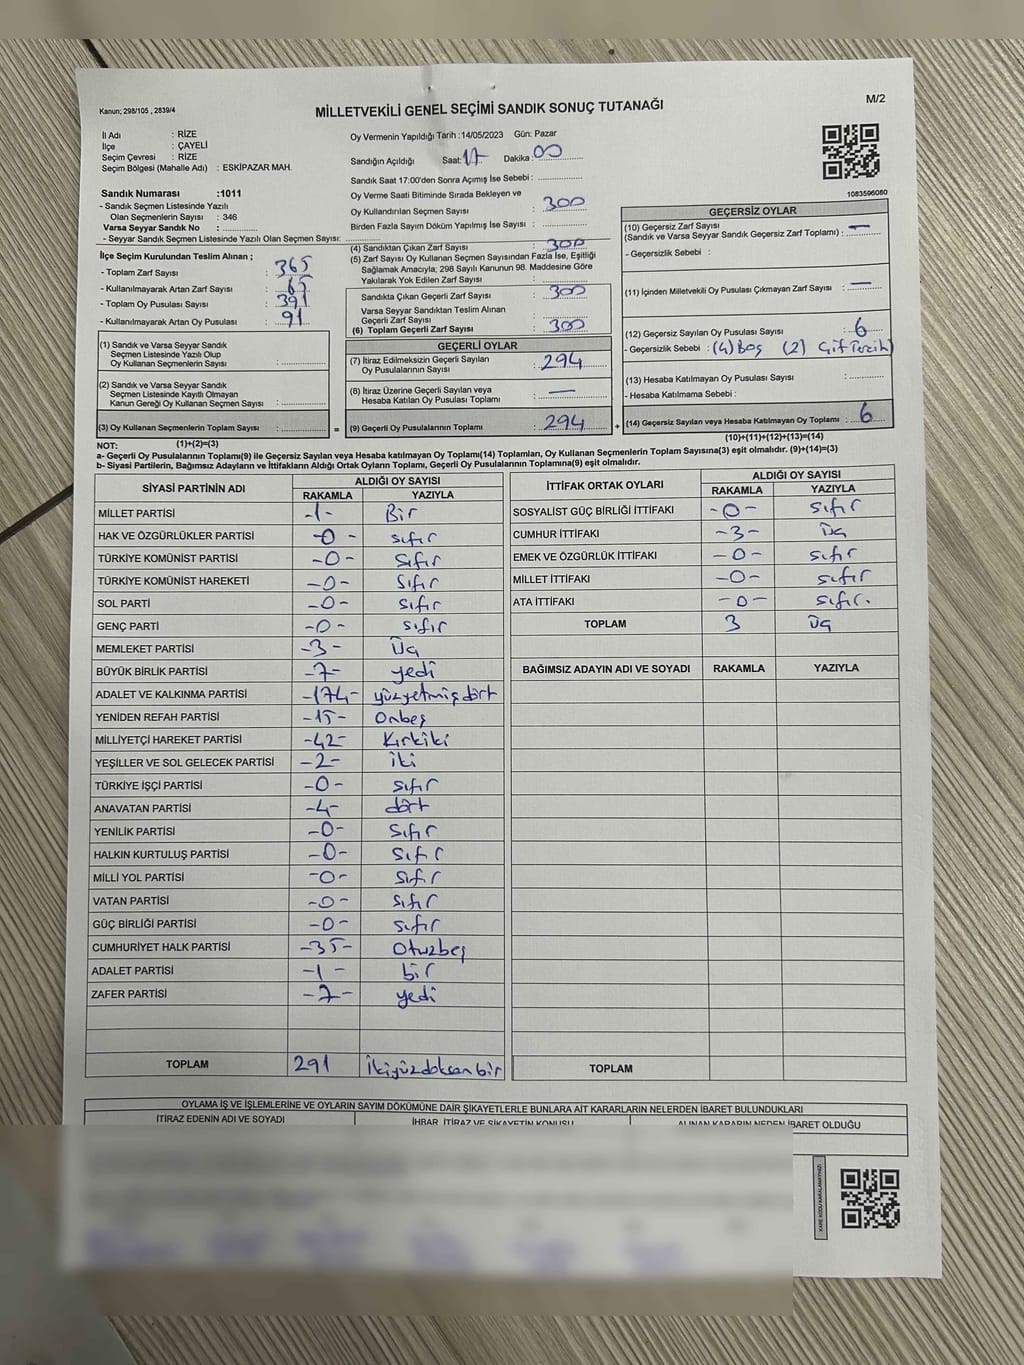 Kanun; 298/105 , 2839/4
MİLLETVEKİLİ GENEL SEÇİMİ SANDIK SONUÇ TUTANAĞI
M/2
İl Adı : RİZE
İlçe : ÇAYELİ
Seçim Çevresi : RİZE
Seçim Bölgesi (Mahalle Adı) : ESKİPAZAR MAH.
Oy Vermenin Yapıldığı Tarih :14/05/2023 Gün: Pazar
Sandığın Açıldığı Saat: 17 Dakika : 00
Sandık Saat 17:00'den Sonra Açımış İse Sebebi : ................
1083596080
Sandık Numarası :1011
- Sandık Seçmen Listesinde Yazılı
Olan Seçmenlerin Sayısı : 346
Varsa Seyyar Sandık No : ................
- Seyyar Sandık Seçmen Listesinde Yazılı Olan Seçmen Sayısı: ................
Oy Verme Saati Bitiminde Sırada Bekleyen ve
Oy Kullandırılan Seçmen Sayısı : 300
Birden Fazla Sayım Döküm Yapılmış İse Sayısı : ................
(4) Sandıktan Çıkan Zarf Sayısı : 300
(5) Zarf Sayısı Oy Kullanan Seçmen Sayısından Fazla İse, Eşitliği
Sağlamak Amacıyla; 298 Sayılı Kanunun 98. Maddesine Göre
Yakılarak Yok Edilen Zarf Sayısı : ................
İlçe Seçim Kurulundan Teslim Alınan ;
- Toplam Zarf Sayısı : 365
- Kullanılmayarak Artan Zarf Sayısı : 65
- Toplam Oy Pusulası Sayısı : 391
- Kullanılmayarak Artan Oy Pusulası : 91
Sandıkta Çıkan Geçerli Zarf Sayısı : 300
Varsa Seyyar Sandıktan Teslim Alınan
Geçerli Zarf Sayısı : ................
(6) Toplam Geçerli Zarf Sayısı : 300
GEÇERSİZ OYLAR
(10) Geçersiz Zarf Sayısı
(Sandık ve Varsa Seyyar Sandık Geçersiz Zarf Toplamı) : —
- Geçersizlik Sebebi :
(11) İçinden Milletvekili Oy Pusulası Çıkmayan Zarf Sayısı : —
(12) Geçersiz Sayılan Oy Pusulası Sayısı : 6
- Geçersizlik Sebebi : (4) Boş (2) Çif Tercih
(13) Hesaba Katılmayan Oy Pusulası Sayısı : ................
- Hesaba Katılmama Sebebi :
(14) Geçersiz Sayılan veya Hesaba Katılmayan Oy Toplamı : 6
(10)+(11)+(12)+(13)=(14)
(1) Sandık ve Varsa Seyyar Sandık
Seçmen Listesinde Yazılı Olup
Oy Kullanan Seçmenlerin Sayısı : ................
(2) Sandık ve Varsa Seyyar Sandık
Seçmen Listesinde Kayıtlı Olmayan
Kanun Gereği Oy Kullanan Seçmen Sayısı : ................
(3) Oy Kullanan Seçmenlerin Toplam Sayısı : ................ =
GEÇERLİ OYLAR
(7) İtiraz Edilmeksizin Geçerli Sayılan
Oy Pusulalarının Sayısı : 294
(8) İtiraz Üzerine Geçerli Sayılan veya
Hesaba Katılan Oy Pusulası Toplamı : —
(9) Geçerli Oy Pusulalarının Toplamı : 294 +
NOT: (1)+(2)=(3)
a- Geçerli Oy Pusulalarının Toplamı(9) ile Geçersiz Sayılan veya Hesaba katılmayan Oy Toplamı(14) Toplamları, Oy Kullanan Seçmenlerin Toplam Sayısına(3) eşit olmalıdır. (9)+(14)=(3)
b- Siyasi Partilerin, Bağımsız Adayların ve İttifakların Aldığı Ortak Oyların Toplamı, Geçerli Oy Pusulalarının Toplamına(9) eşit olmalıdır.
SİYASİ PARTİNİN ADI ALDIĞI OY SAYISI
RAKAMLA YAZIYLA
MİLLET PARTİSİ -1- Bir
HAK VE ÖZGÜRLÜKLER PARTİSİ -0- sıfır
TÜRKİYE KOMÜNİST PARTİSİ -0- Sıfır
TÜRKİYE KOMÜNİST HAREKETİ -0- Sıfır
SOL PARTİ -0- sıfır
GENÇ PARTİ -0- sıfır
MEMLEKET PARTİSİ -3- Üç
BÜYÜK BİRLİK PARTİSİ -7- yedi
ADALET VE KALKINMA PARTİSİ -174- yüzyetmişdört
YENİDEN REFAH PARTİSİ -15- Onbeş
MİLLİYETÇİ HAREKET PARTİSİ -42- Kırkiki
YEŞİLLER VE SOL GELECEK PARTİSİ -2- iki
TÜRKİYE İŞÇİ PARTİSİ -0- sıfır
ANAVATAN PARTİSİ -4- dört
YENİLİK PARTİSİ -0- Sıfır
HALKIN KURTULUŞ PARTİSİ -0- Sıfır
MİLLİ YOL PARTİSİ -0- Sıfır
VATAN PARTİSİ -0- Sıfır
GÜÇ BİRLİĞİ PARTİSİ -0- sıfır
CUMHURİYET HALK PARTİSİ -35- Otuzbeş
ADALET PARTİSİ -1- bir
ZAFER PARTİSİ -7- yedi
TOPLAM 291 İkiyüzdoksanbir
İTTİFAK ORTAK OYLARI ALDIĞI OY SAYISI
RAKAMLA YAZIYLA
SOSYALİST GÜÇ BİRLİĞİ İTTİFAKI -0- sıfır
CUMHUR İTTİFAKI -3- Üç
EMEK VE ÖZGÜRLÜK İTTİFAKI -0- sıfır
MİLLET İTTİFAKI -0- sıfır
ATA İTTİFAKI -0- sıfır.
TOPLAM 3 Üç
BAĞIMSIZ ADAYIN ADI VE SOYADI RAKAMLA YAZIYLA
TOPLAM
OYLAMA İŞ VE İŞLEMLERİNE VE OYLARIN SAYIM DÖKÜMÜNE DAİR ŞİKAYETLERLE BUNLARA AİT KARARLARIN NELERDEN İBARET BULUNDUKLARI
İTİRAZ EDENİN ADI VE SOYADI İHBAR, İTİRAZ VE ŞİKAYETİN KONUSU ALINAN KARARIN NEDEN İBARET OLDUĞU
KARE KODU KARALAMAYINIZ!